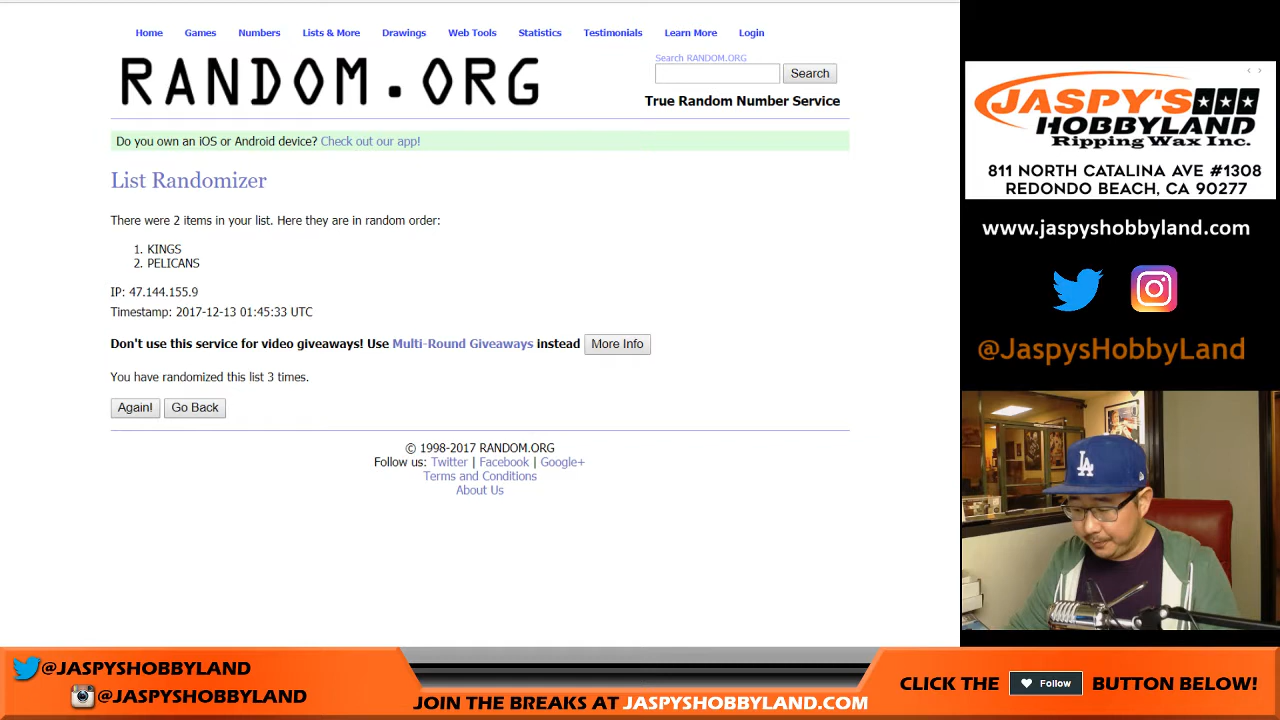 Home Games Numbers Lists & More Drawings Web Tools Statistics Testimonials Learn More Login
RANDOM.ORG
Search RANDOM.ORG
Search
True Random Number Service
Do you own an iOS or Android device? Check out our app!
List Randomizer
There were 2 items in your list. Here they are in random order:
1. KINGS
2. PELICANS
IP: 47.144.155.9
Timestamp: 2017-12-13 01:45:33 UTC
Don't use this service for video giveaways! Use Multi-Round Giveaways instead More Info
You have randomized this list 3 times.
Again! Go Back
© 1998-2017 RANDOM.ORG
Follow us: Twitter | Facebook | Google+
Terms and Conditions
About Us
JASPY'S
HOBBYLAND
Ripping Wax Inc.
811 NORTH CATALINA AVE #1308
REDONDO BEACH, CA 90277
www.jaspyshobbyland.com
@JaspysHobbyLand
LA
@JASPYSHOBBYLAND
@JASPYSHOBBYLAND
JOIN THE BREAKS AT JASPYSHOBBYLAND.COM
CLICK THE Follow BUTTON BELOW!